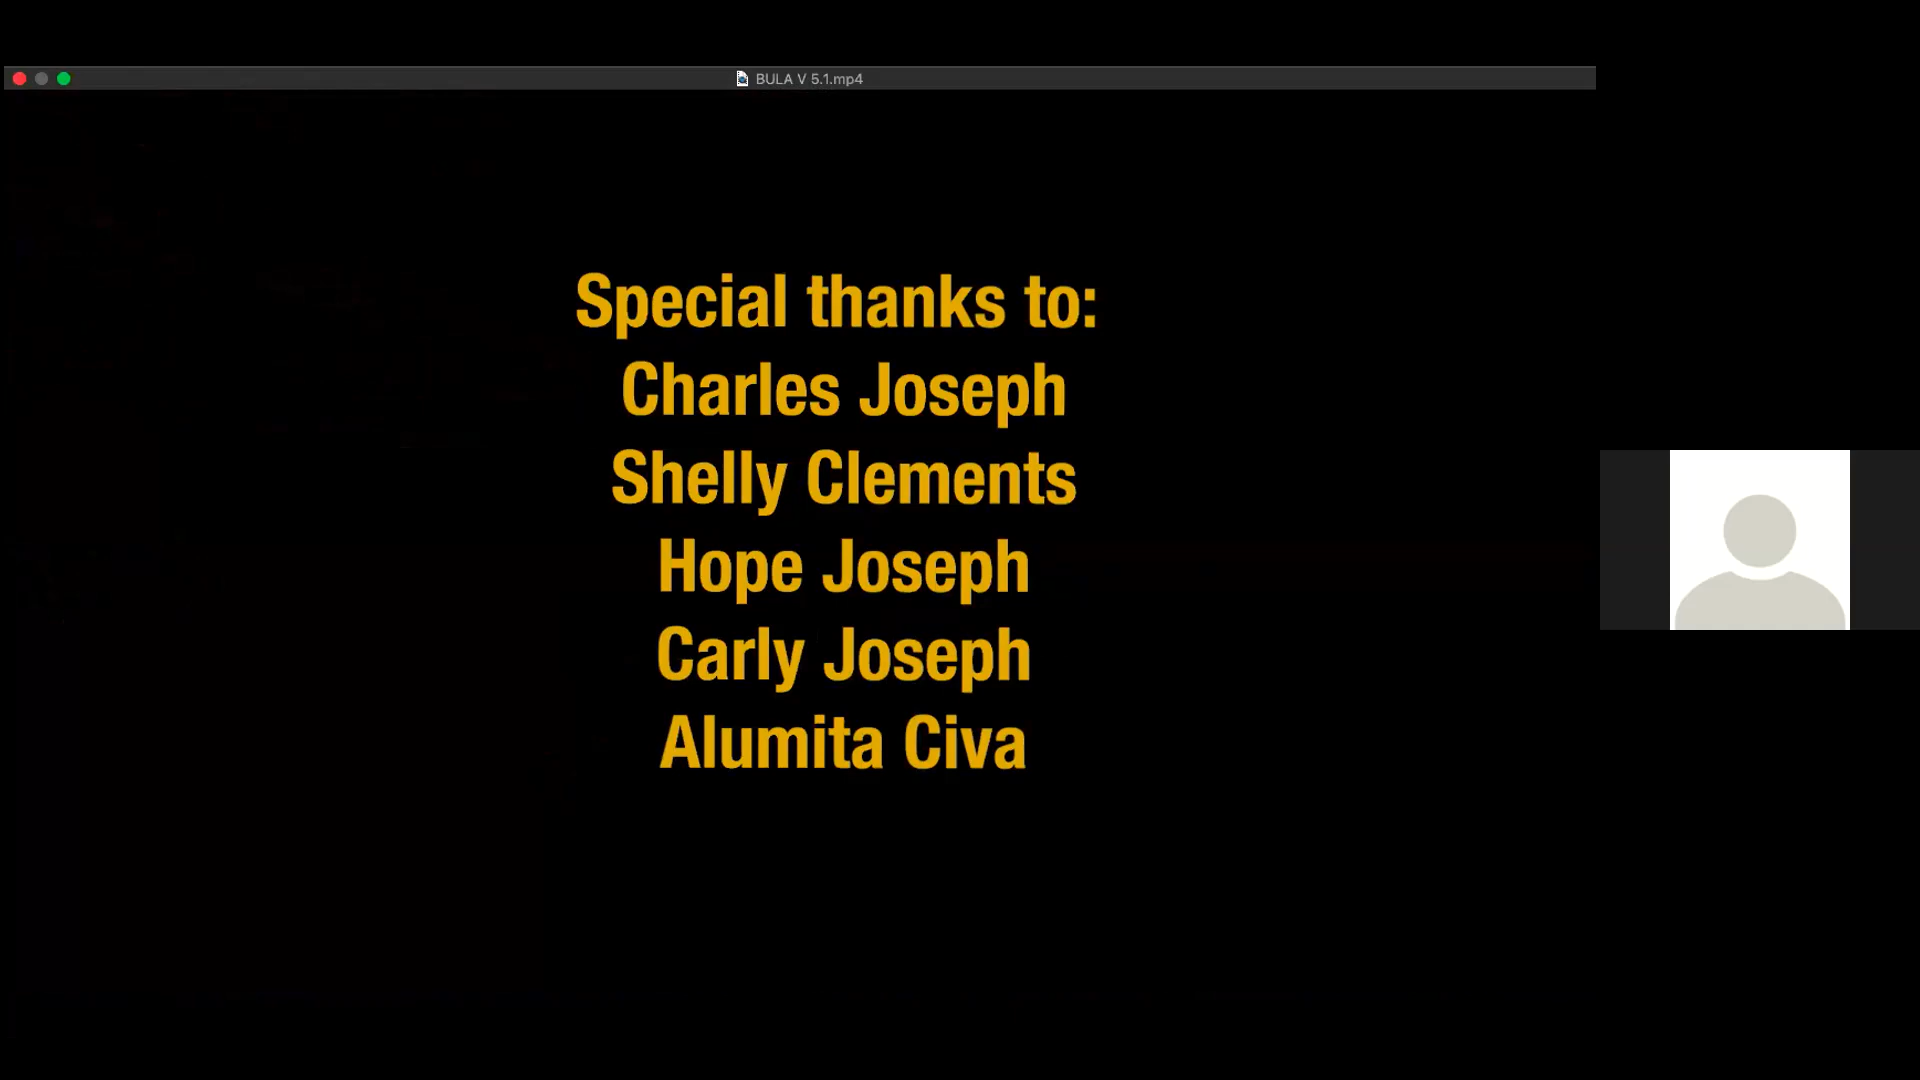 BULA V 5.1.mp4
Special thanks to:
Charles Joseph
Shelly Clements
Hope Joseph
Carly Joseph
Alumita Civa